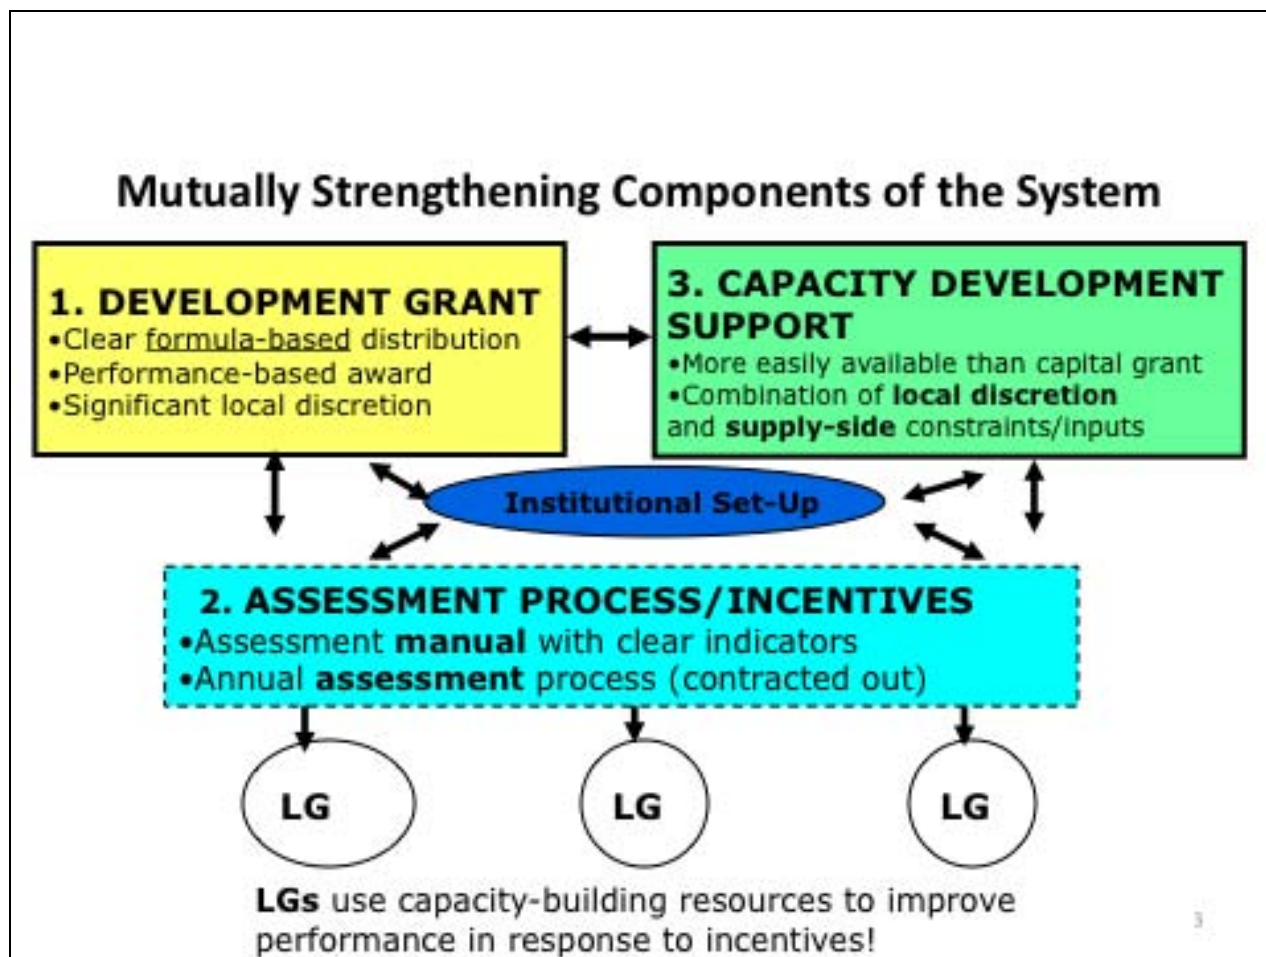 Mutually Strengthening Components of the System
1. DEVELOPMENT GRANT
•Clear formula-based distribution
•Performance-based award
•Significant local discretion
3. CAPACITY DEVELOPMENT
SUPPORT
•More easily available than capital grant
•Combination of local discretion
and supply-side constraints/inputs
Institutional Set-Up
2. ASSESSMENT PROCESS/INCENTIVES
•Assessment manual with clear indicators
•Annual assessment process (contracted out)
LG
LG
LG
LGs use capacity-building resources to improve
performance in response to incentives!
3